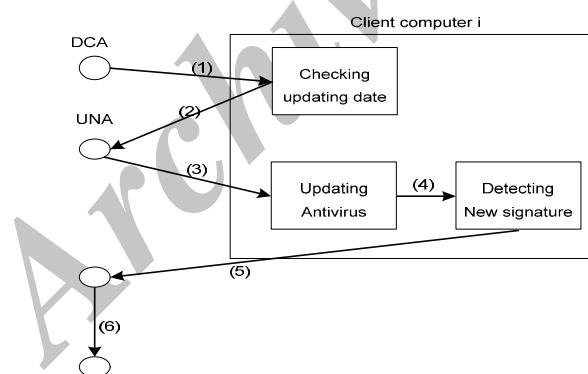 Client computer i
DCA
(1)
Checking
updating date
(2)
UNA
(3)
Updating
Antivirus
(4)
Detecting
New signature
(5)
(6)